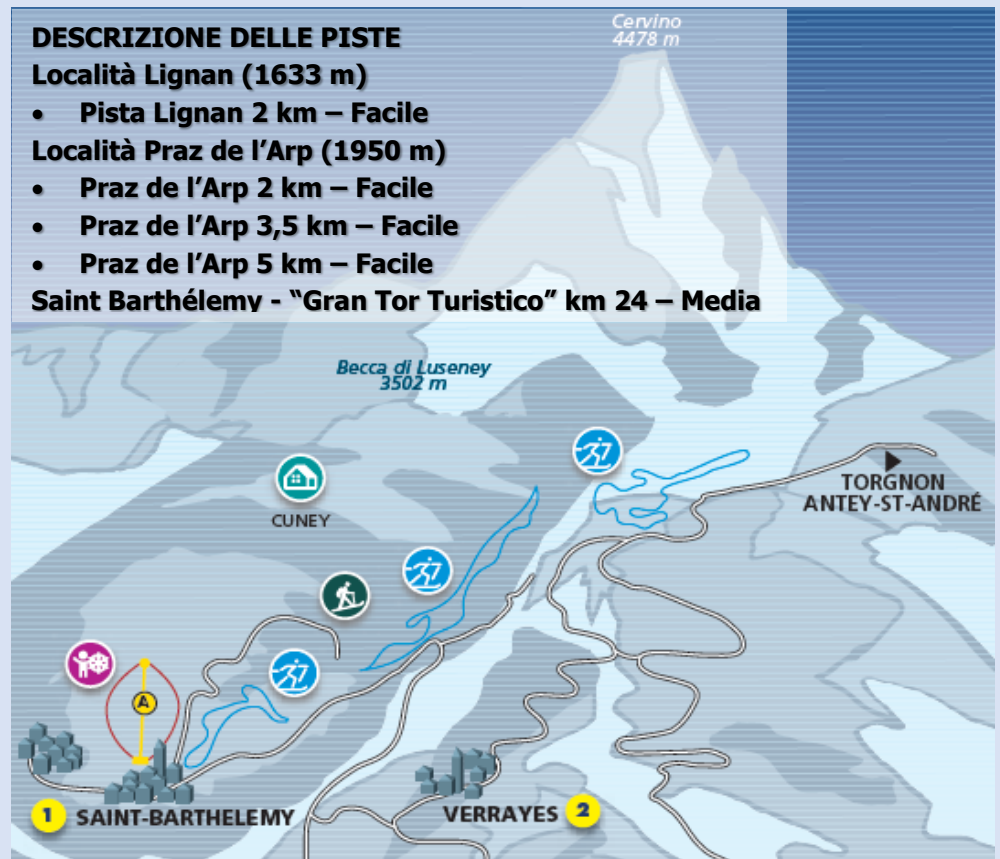 DESCRIZIONE DELLE PISTE
Località Lignan (1633 m)
• Pista Lignan 2 km – Facile
Località Praz de l’Arp (1950 m)
• Praz de l’Arp 2 km – Facile
• Praz de l’Arp 3,5 km – Facile
• Praz de l’Arp 5 km – Facile
Saint Barthélemy - “Gran Tor Turistico” km 24 – Media
Cervino
4478 m
Becca di Luseney
3502 m
CUNEY
TORGNON
ANTEY-ST-ANDRÉ
A
1 SAINT-BARTHELEMY
VERRAYES 2